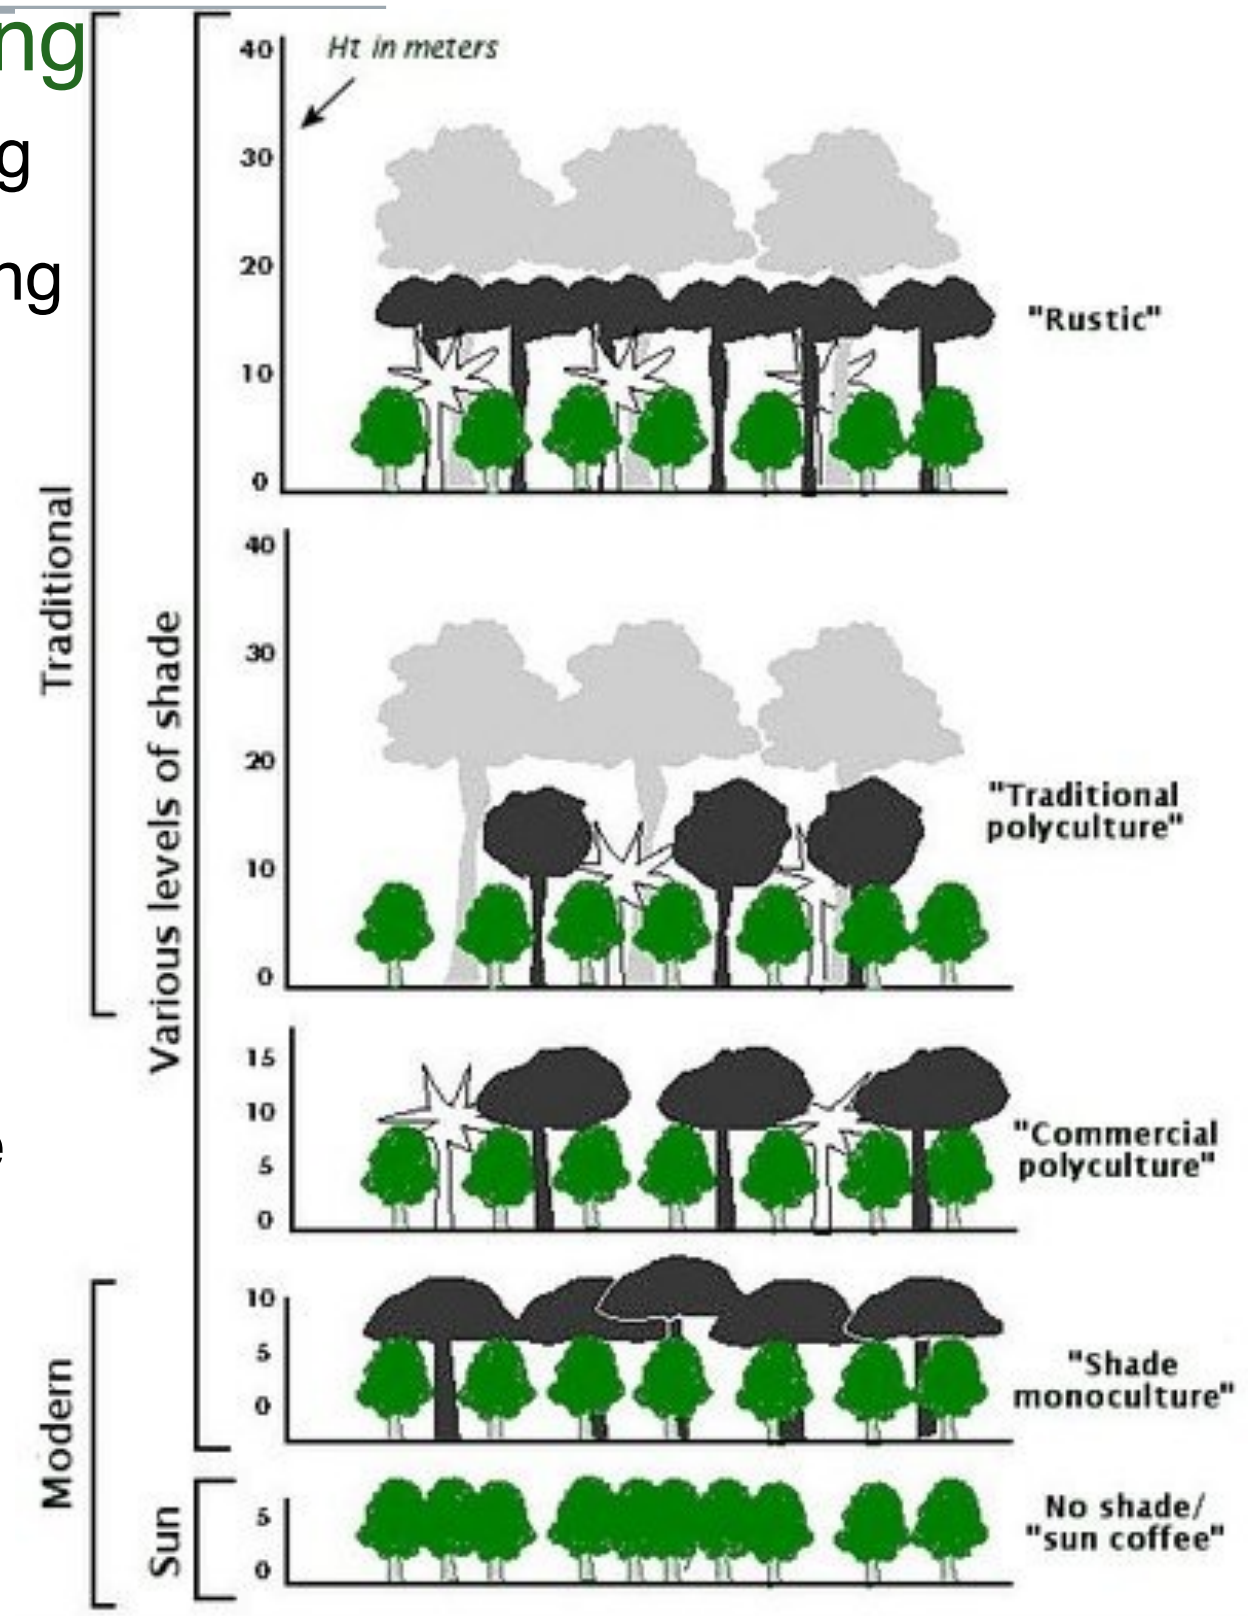 ng
g
ng
e
Traditional
Modern
Various levels of shade
Sun
Ht in meters
40
30
20
10
0
"Rustic"
40
30
20
10
0
"Traditional
polyculture"
15
10
5
0
"Commercial
polyculture"
10
5
0
"Shade
monoculture"
5
0
No shade/
"sun coffee"